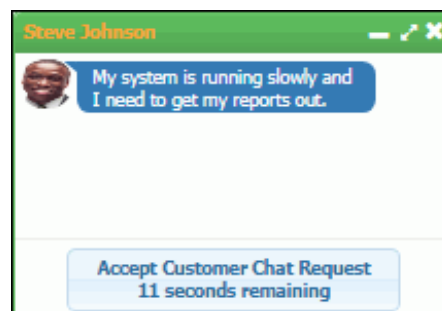 Steve Johnson
My system is running slowly and
I need to get my reports out.
Accept Customer Chat Request
11 seconds remaining